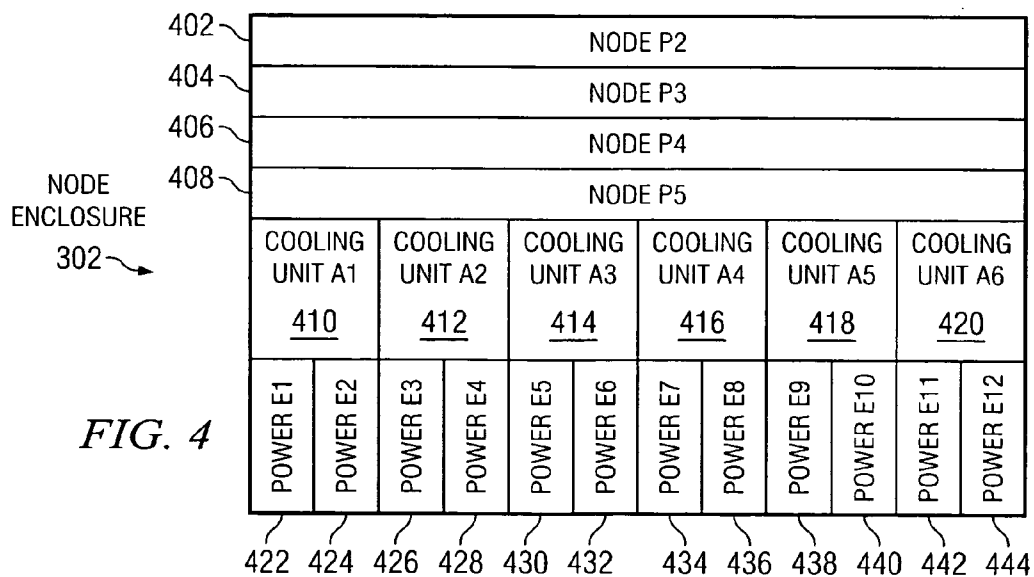 402
NODE P2
404
NODE P3
406
NODE P4
408
NODE P5
NODE
ENCLOSURE
302
COOLING
UNIT A1
410
COOLING
UNIT A2
412
COOLING
UNIT A3
414
COOLING
UNIT A4
416
COOLING
UNIT A5
418
COOLING
UNIT A6
420
FIG. 4
POWER E1
POWER E2
POWER E3
POWER E4
POWER E5
POWER E6
POWER E7
POWER E8
POWER E9
POWER E10
POWER E11
POWER E12
422 424 426 428 430 432 434 436 438 440 442 444